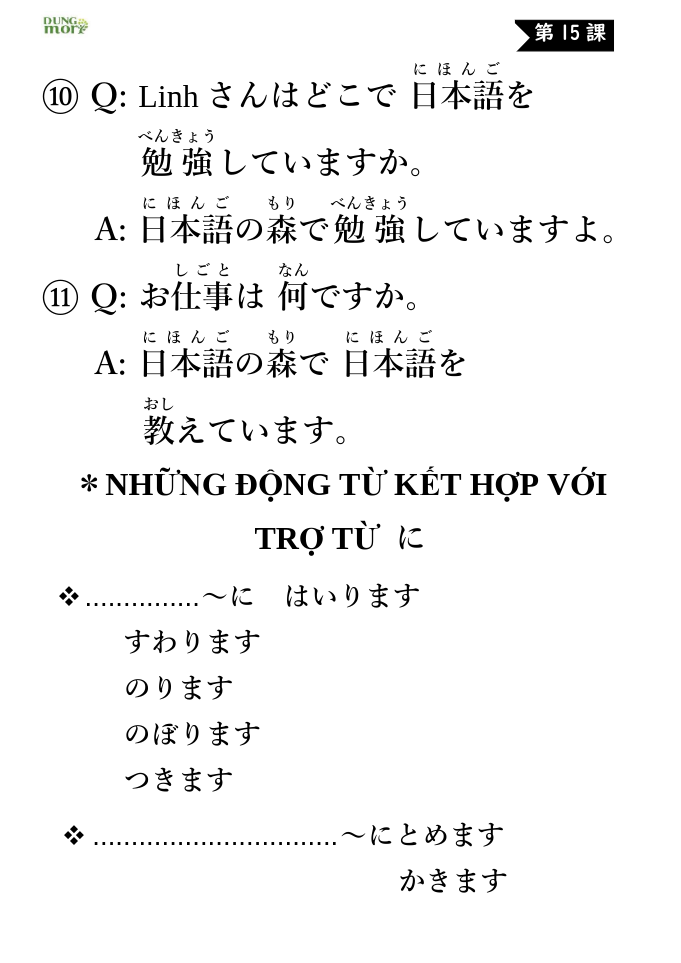 DUNG
mori
第 15 課
⑩ Q: Linh さんはどこで 日本語を
にほんご
勉強していますか。
べんきょう
A: 日本語の森で勉強していますよ。
にほんご もり べんきょう
⑪ Q: お仕事は 何ですか。
しごと なん
A: 日本語の森で 日本語を
にほんご もり にほんご
教えています。
おし
＊NHỮNG ĐỘNG TỪ KẾT HỢP VỚI
TRỢ TỪ に
❖ ...............～に はいります
すわります
のります
のぼります
つきます
❖ ................................～にとめます
かきます